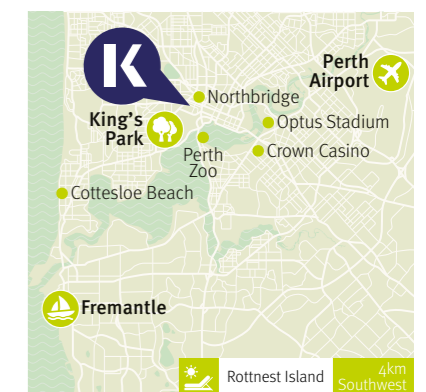 K
Perth
Airport
Northbridge
King's
Park
Optus Stadium
Perth
Zoo
Crown Casino
Cottesloe Beach
Fremantle
Rottnest Island
4km
Southwest